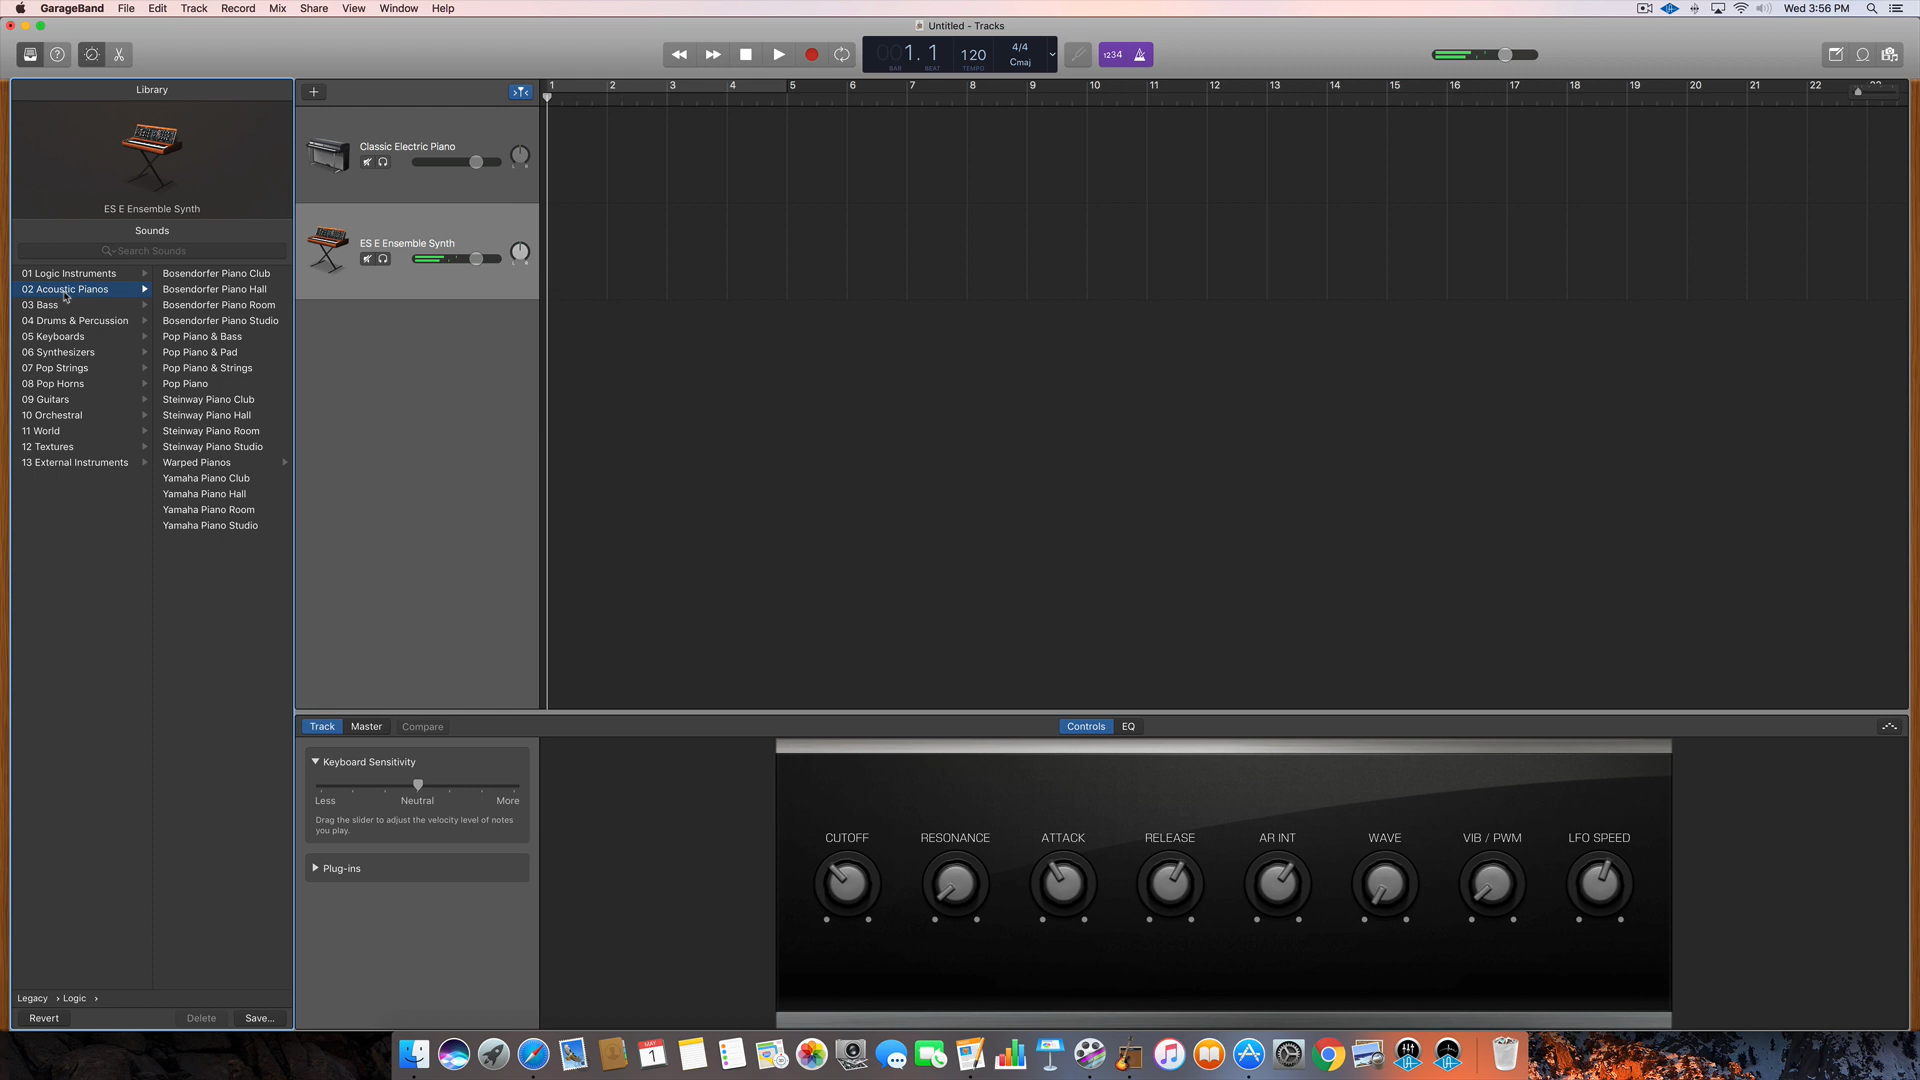 GarageBand File Edit Track Record Mix Share View Window Help
Wed 3:56 PM
Untitled - Tracks
001. 1
BAR BEAT
120
TEMPO
4/4
Cmaj
1234
Library
ES E Ensemble Synth
Sounds
Search Sounds
01 Logic Instruments
02 Acoustic Pianos
03 Bass
04 Drums & Percussion
05 Keyboards
06 Synthesizers
07 Pop Strings
08 Pop Horns
09 Guitars
10 Orchestral
11 World
12 Textures
13 External Instruments
Bosendorfer Piano Club
Bosendorfer Piano Hall
Bosendorfer Piano Room
Bosendorfer Piano Studio
Pop Piano & Bass
Pop Piano & Pad
Pop Piano & Strings
Pop Piano
Steinway Piano Club
Steinway Piano Hall
Steinway Piano Room
Steinway Piano Studio
Warped Pianos
Yamaha Piano Club
Yamaha Piano Hall
Yamaha Piano Room
Yamaha Piano Studio
Legacy › Logic ›
Revert Delete Save...
1 2 3 4 5 6 7 8 9 10 11 12 13 14 15 16 17 18 19 20 21 22
Classic Electric Piano
L R
ES E Ensemble Synth
L R
Track Master Compare
Controls EQ
Keyboard Sensitivity
Less Neutral More
Drag the slider to adjust the velocity level of notes
you play.
Plug-ins
CUTOFF RESONANCE ATTACK RELEASE AR INT WAVE VIB / PWM LFO SPEED
MAY
1